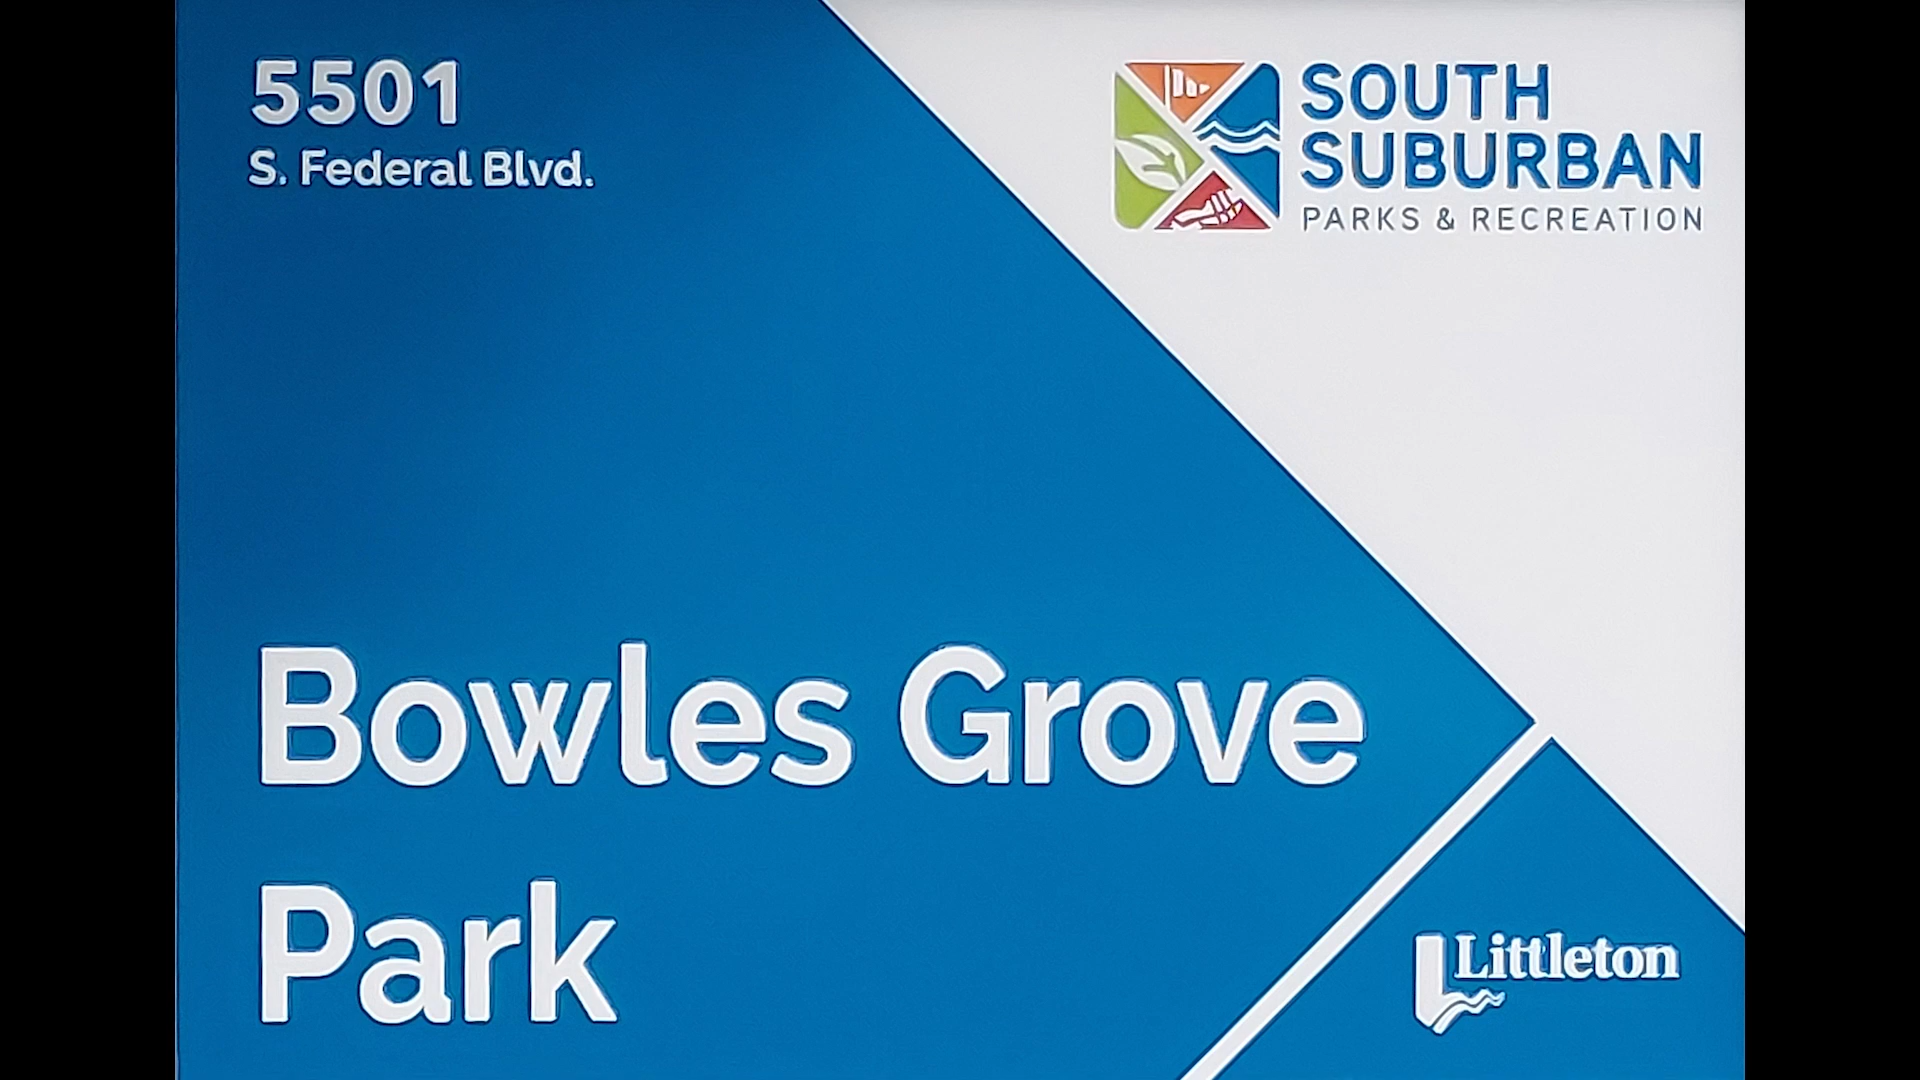 5501
S. Federal Blvd.
SOUTH
SUBURBAN
PARKS & RECREATION
Bowles Grove
Park
Littleton